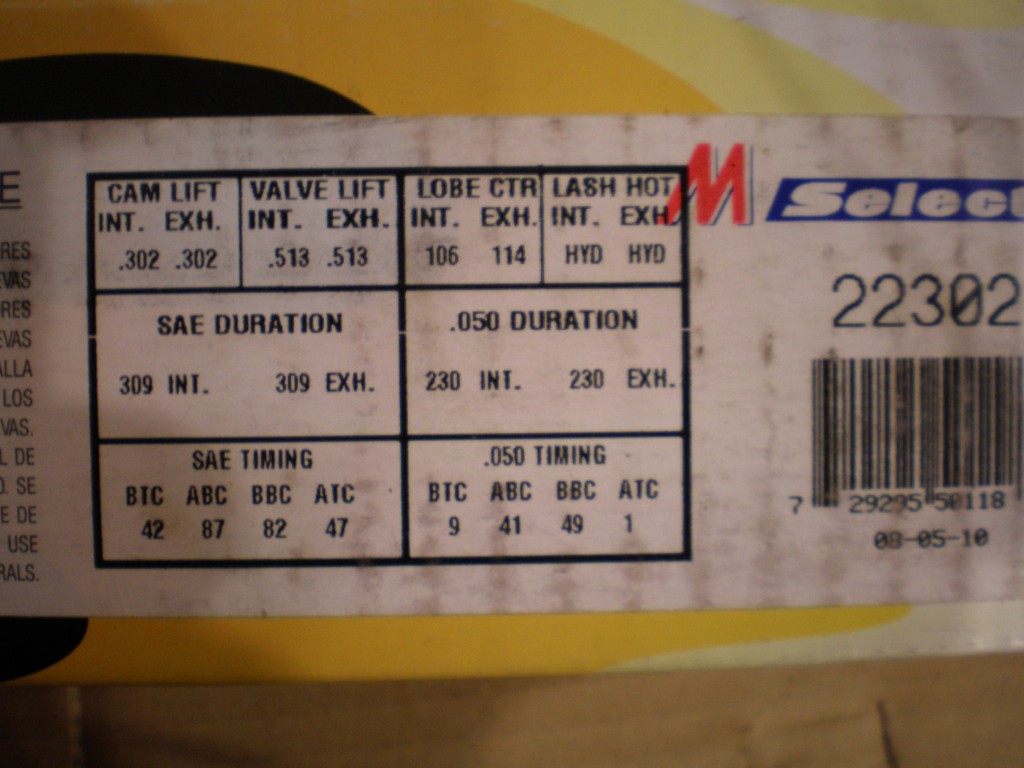 E
RES
EVAS
RES
EVAS
ALLA
LOS
VAS.
L DE
O. SE
E DE
USE
RALS.
CAM LIFT VALVE LIFT LOBE CTR LASH HOT
INT. EXH. INT. EXH. INT. EXH. INT. EXH.
.302 .302 .513 .513 106 114 HYD HYD
SAE DURATION .050 DURATION
309 INT. 309 EXH. 230 INT. 230 EXH.
SAE TIMING .050 TIMING
BTC ABC BBC ATC BTC ABC BBC ATC
42 87 82 47 9 41 49 1
M Select
22302
7 29295 50118
08-05-10